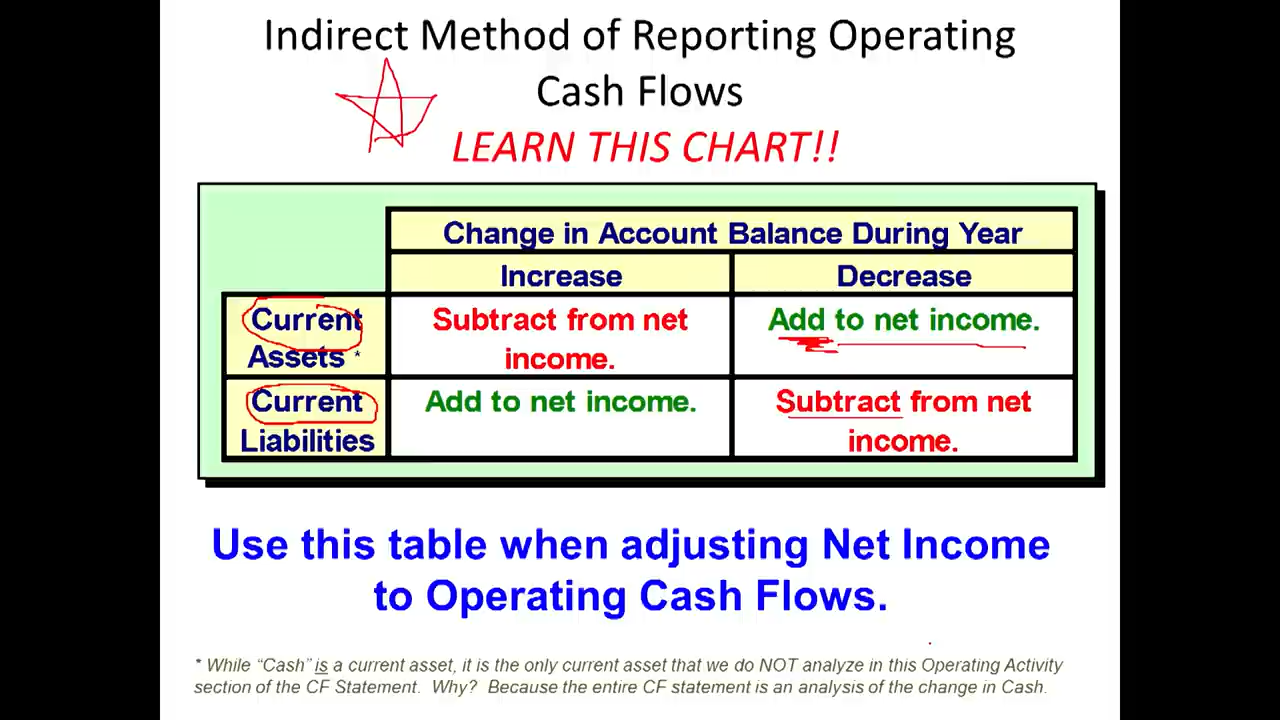 Indirect Method of Reporting Operating
Cash Flows
LEARN THIS CHART!!
Change in Account Balance During Year
Increase Decrease
Current Assets * Subtract from net income. Add to net income.
Current Liabilities Add to net income. Subtract from net income.
Use this table when adjusting Net Income
to Operating Cash Flows.
* While “Cash” is a current asset, it is the only current asset that we do NOT analyze in this Operating Activity
section of the CF Statement. Why? Because the entire CF statement is an analysis of the change in Cash.